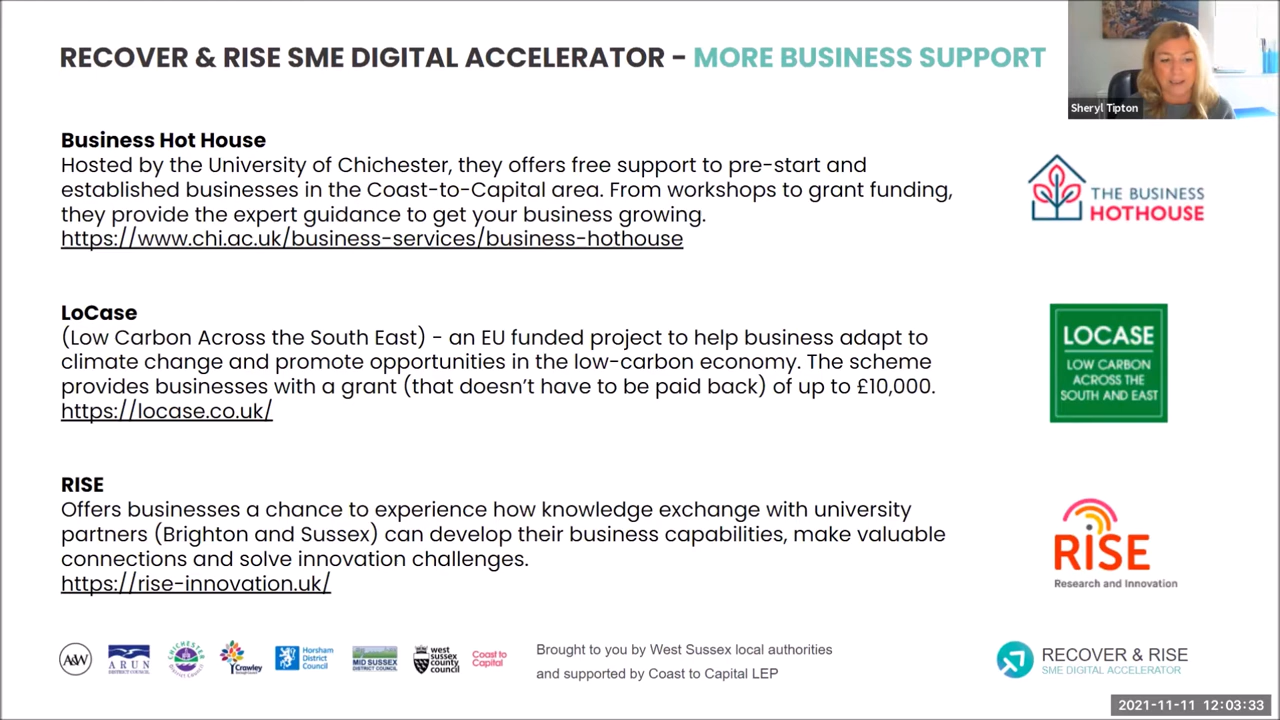 RECOVER & RISE SME DIGITAL ACCELERATOR - MORE BUSINESS SUPPORT
Sheryl Tipton
Business Hot House
Hosted by the University of Chichester, they offers free support to pre-start and
established businesses in the Coast-to-Capital area. From workshops to grant funding,
they provide the expert guidance to get your business growing.
https://www.chi.ac.uk/business-services/business-hothouse
THE BUSINESS
HOTHOUSE
LoCase
(Low Carbon Across the South East) - an EU funded project to help business adapt to
climate change and promote opportunities in the low-carbon economy. The scheme
provides businesses with a grant (that doesn't have to be paid back) of up to £10,000.
https://locase.co.uk/
LOCASE
LOW CARBON
ACROSS THE
SOUTH AND EAST
RISE
Offers businesses a chance to experience how knowledge exchange with university
partners (Brighton and Sussex) can develop their business capabilities, make valuable
connections and solve innovation challenges.
https://rise-innovation.uk/
RiSE
Research and Innovation
A&W
ARUN
DISTRICT COUNCIL
CHICHESTER
Crawley
Horsham
District
Council
MID SUSSEX
DISTRICT COUNCIL
west
sussex
county
council
Coast to
Capital
Brought to you by West Sussex local authorities
and supported by Coast to Capital LEP
RECOVER & RISE
SME DIGITAL ACCELERATOR
2021-11-11 12:03:33